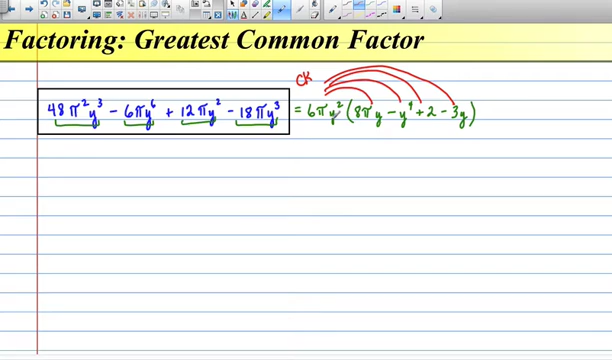 Factoring: Greatest Common Factor
CK
48π²y³ − 6πy⁶ + 12πy² − 18πy³ = 6πy² (8πy − y⁴ + 2 − 3y)